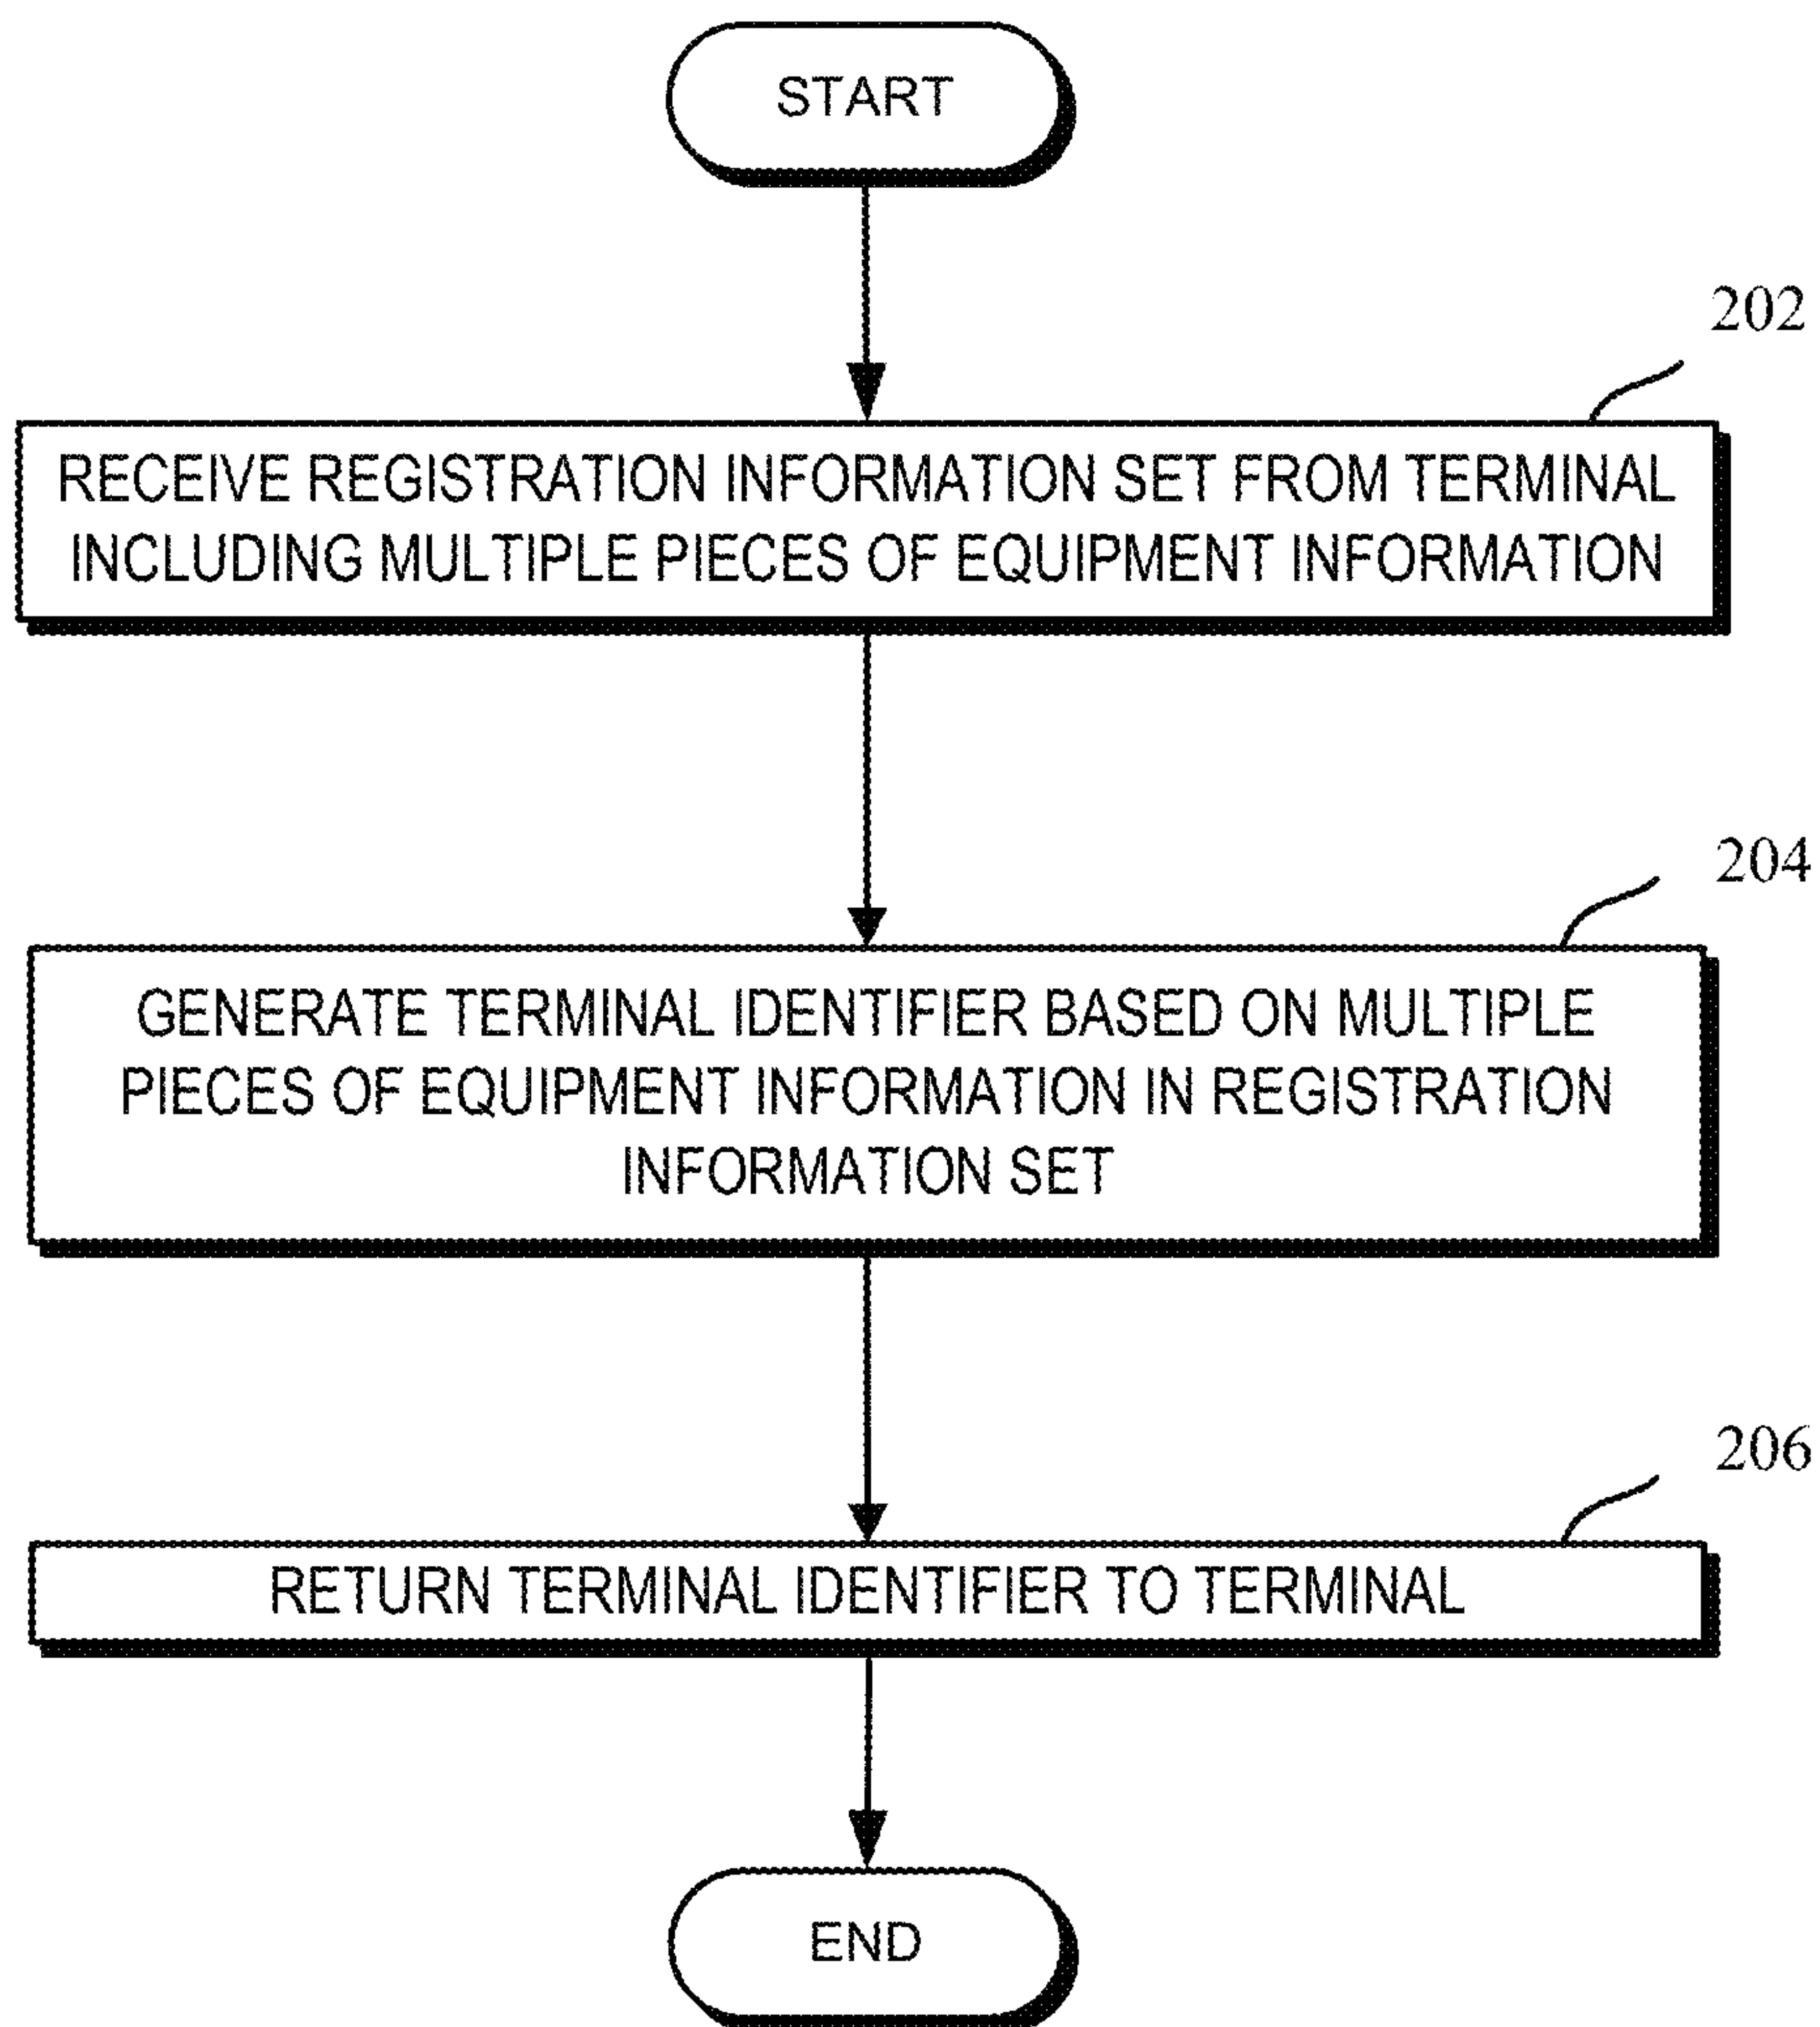 START
202
RECEIVE REGISTRATION INFORMATION SET FROM TERMINAL
INCLUDING MULTIPLE PIECES OF EQUIPMENT INFORMATION
204
GENERATE TERMINAL IDENTIFIER BASED ON MULTIPLE
PIECES OF EQUIPMENT INFORMATION IN REGISTRATION
INFORMATION SET
206
RETURN TERMINAL IDENTIFIER TO TERMINAL
END